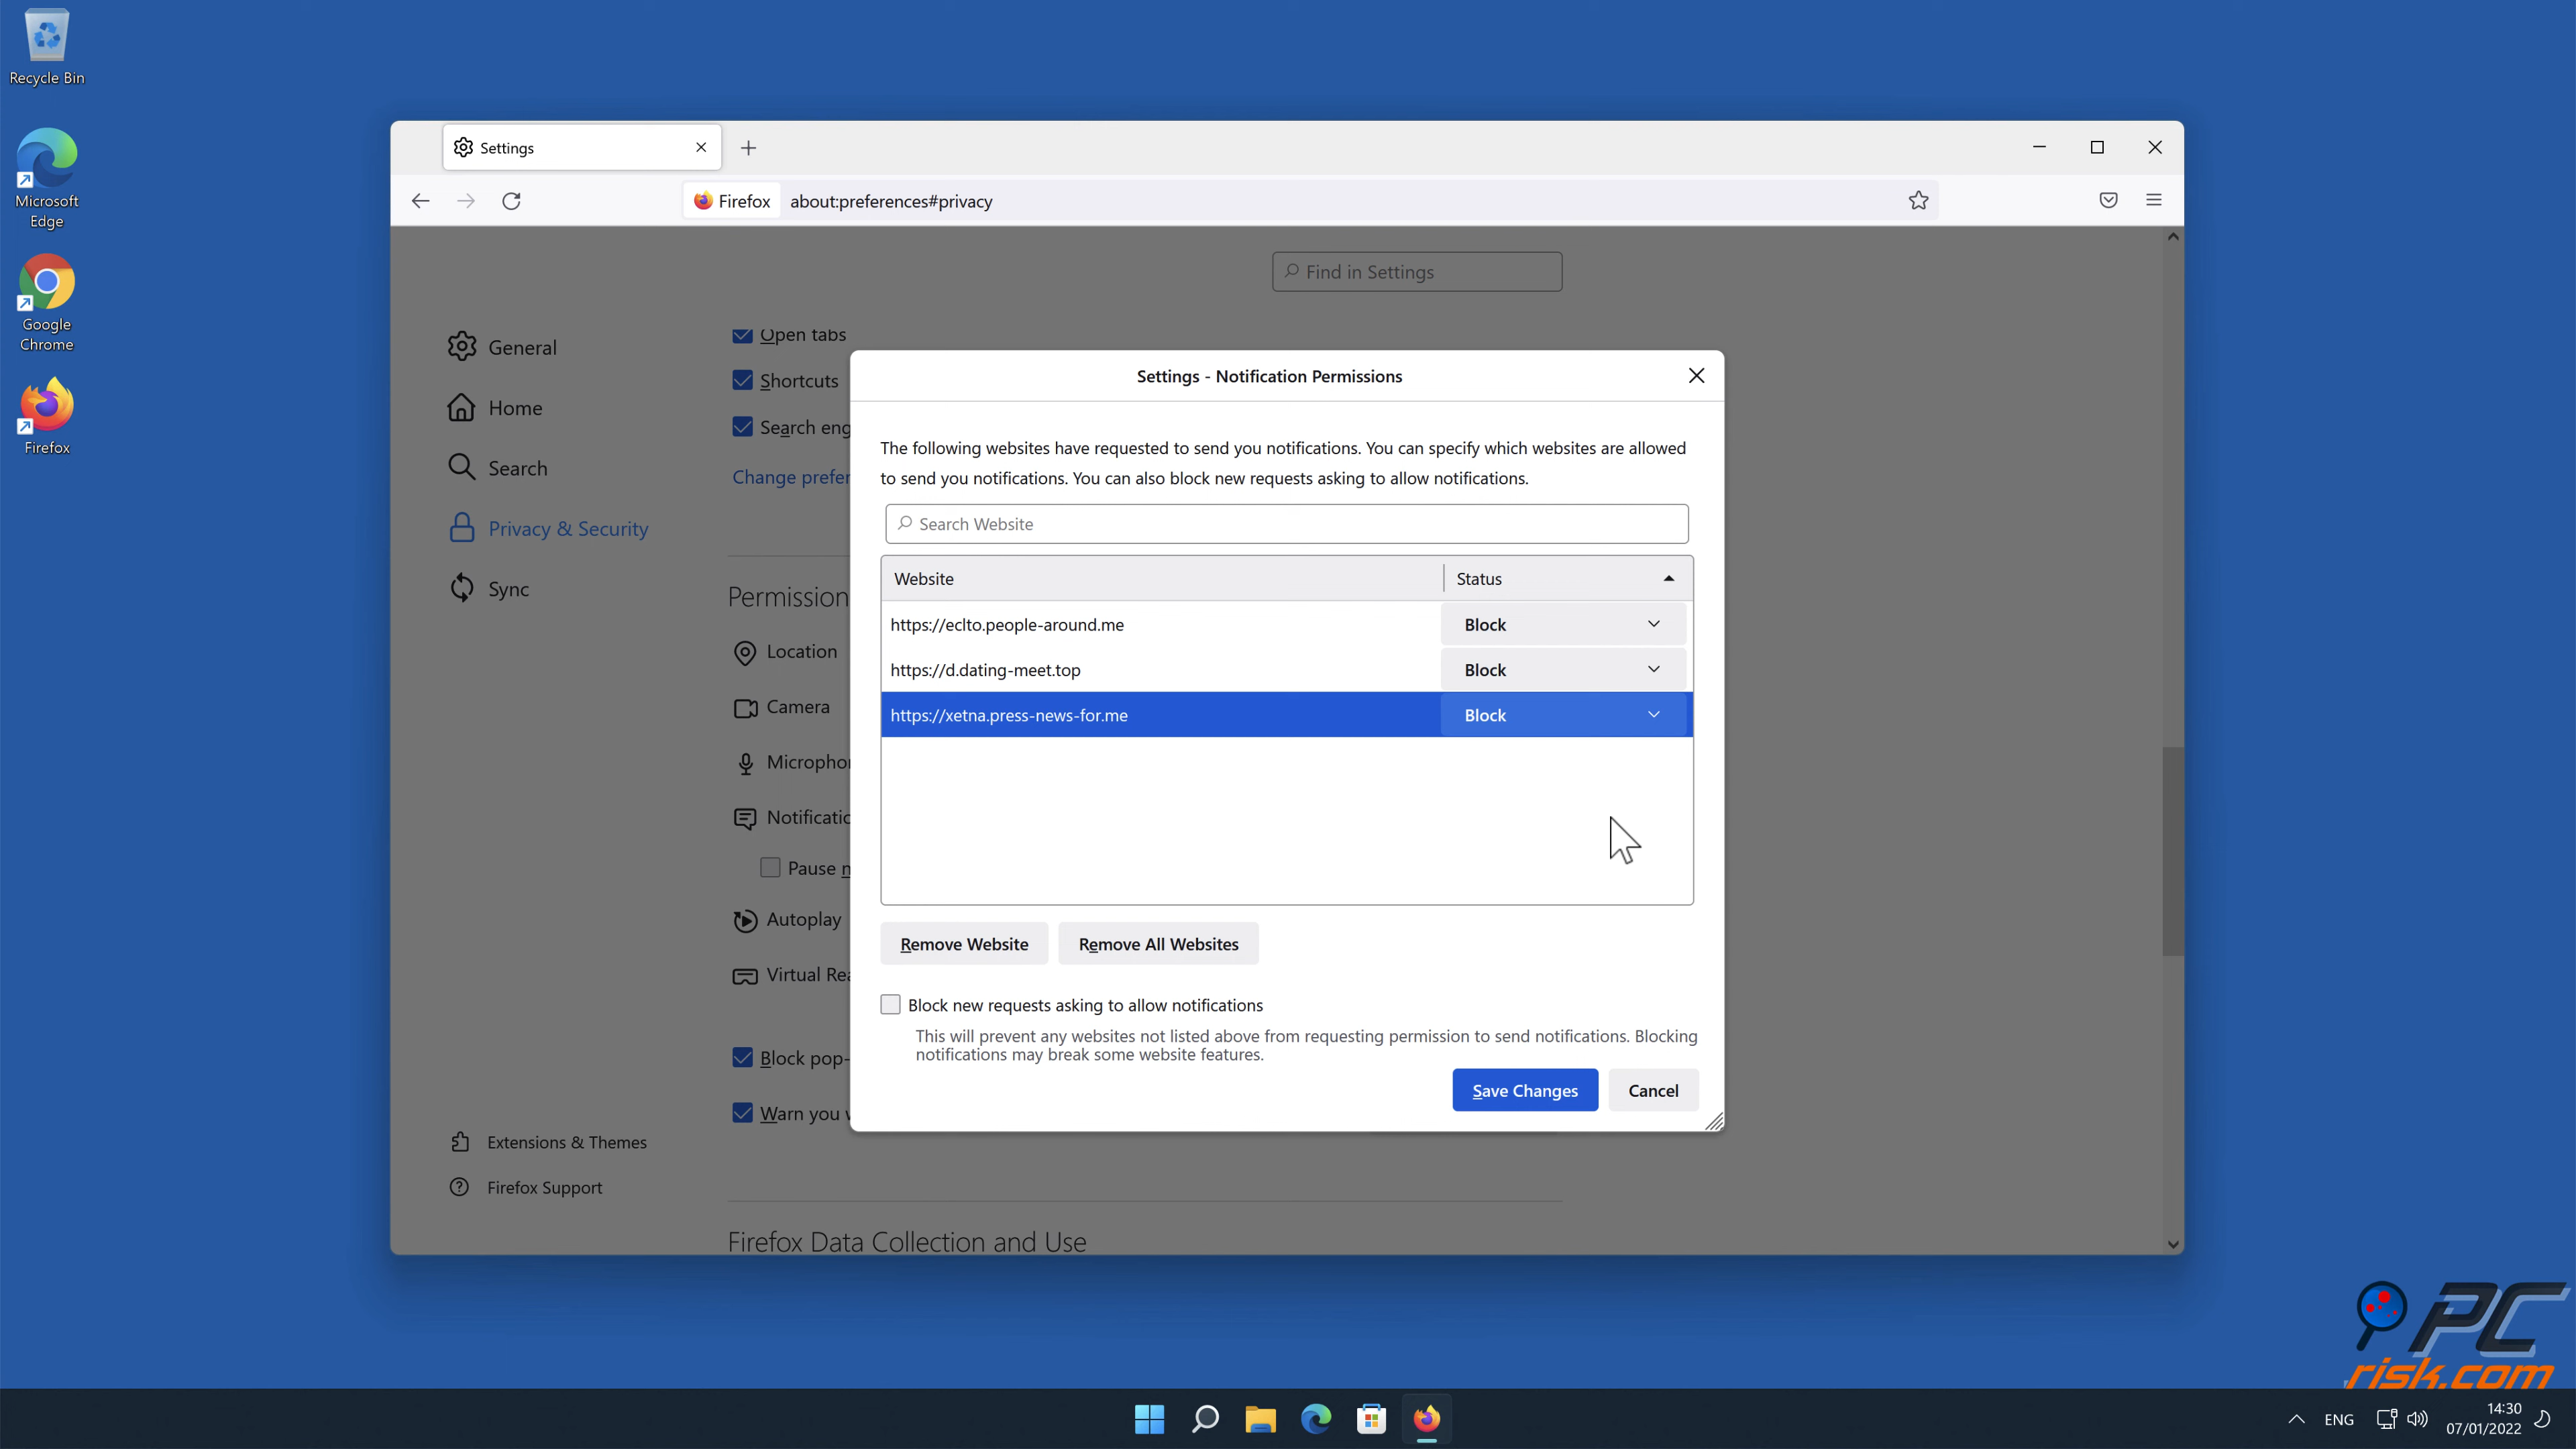 Recycle Bin
Microsoft
Edge
Google
Chrome
Firefox
Settings
Firefox about:preferences#privacy
Find in Settings
General
Home
Search
Privacy & Security
Sync
Extensions & Themes
Firefox Support
Open tabs
Shortcuts
Search eng
Change prefer
Permission
Location
Camera
Micropho
Notificatio
Pause n
Autoplay
Virtual Rea
Block pop-
Warn you w
Firefox Data Collection and Use
Settings - Notification Permissions
The following websites have requested to send you notifications. You can specify which websites are allowed
to send you notifications. You can also block new requests asking to allow notifications.
Search Website
Website Status
https://eclto.people-around.me Block
https://d.dating-meet.top Block
https://xetna.press-news-for.me Block
Remove Website Remove All Websites
Block new requests asking to allow notifications
This will prevent any websites not listed above from requesting permission to send notifications. Blocking
notifications may break some website features.
Save Changes Cancel
PC
risk.com
ENG
14:30
07/01/2022